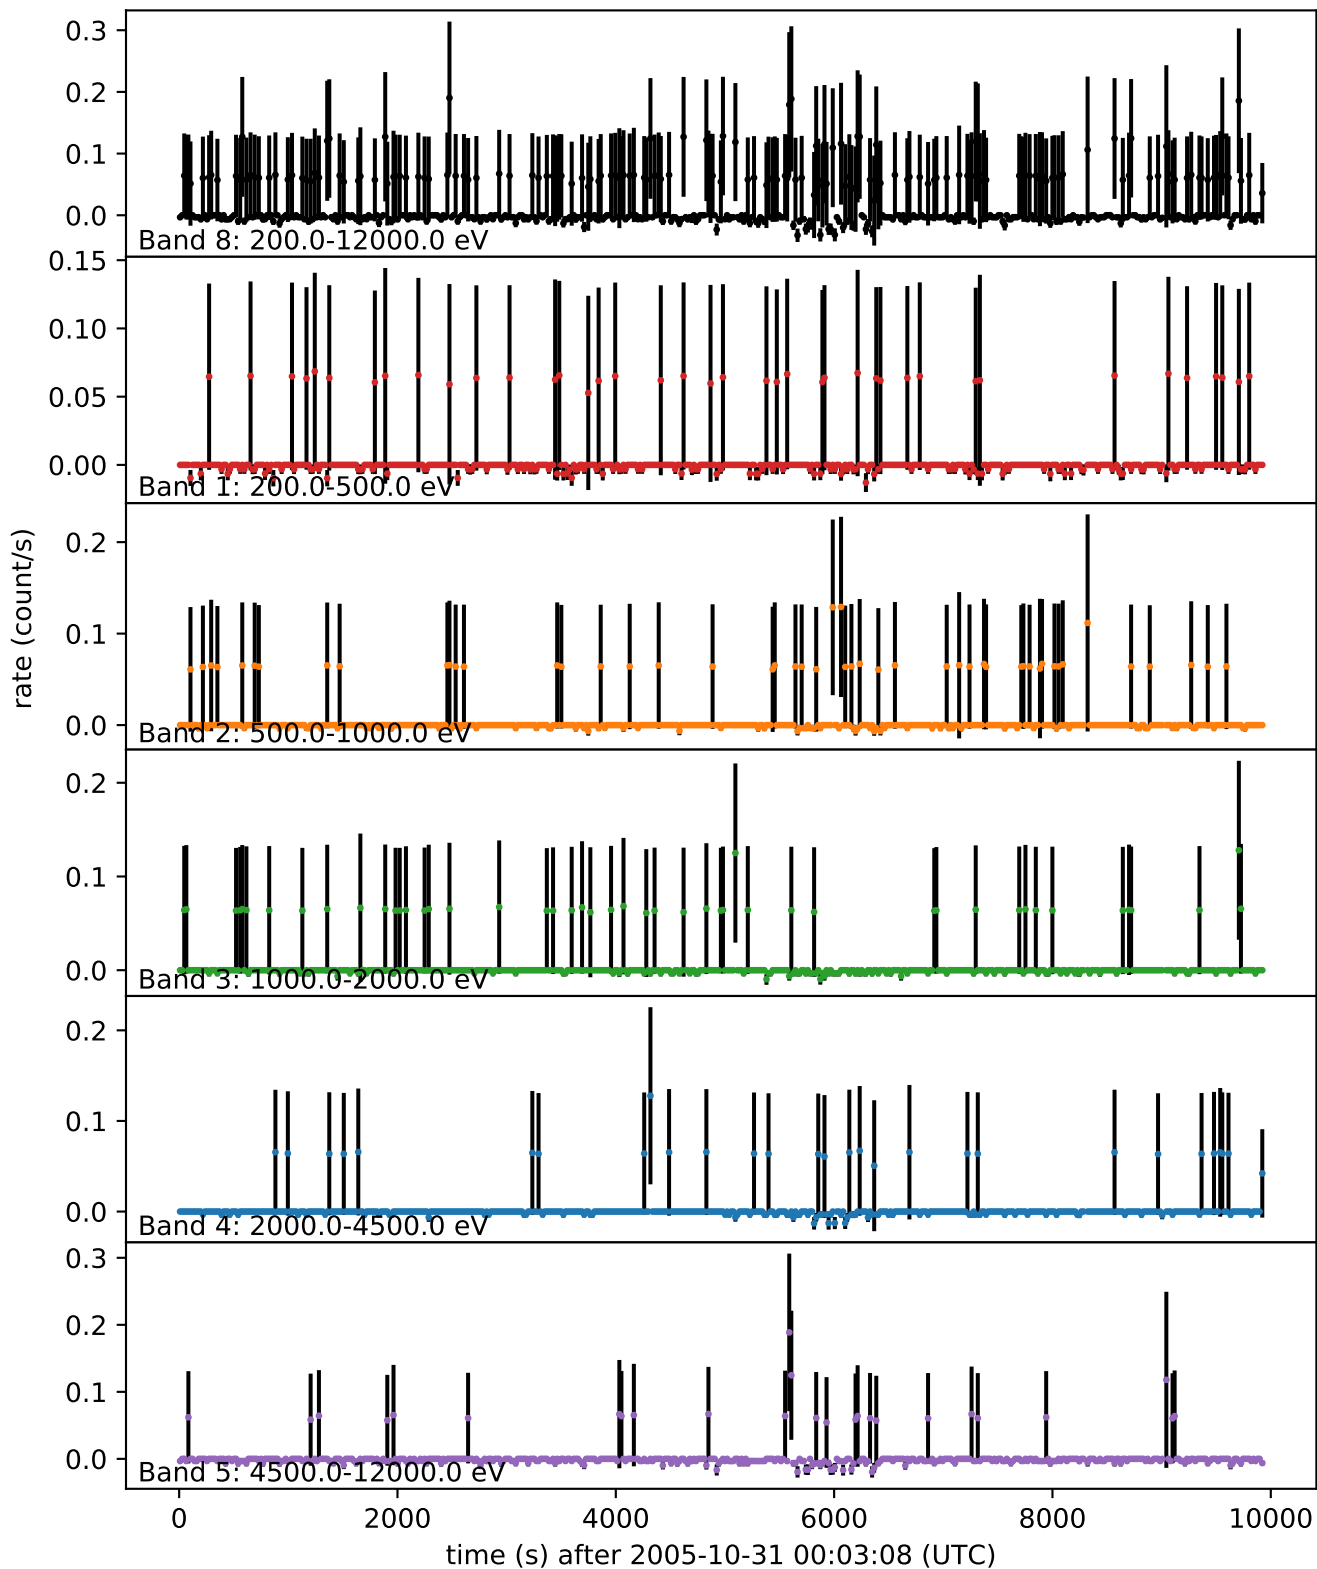 0.3
0.2
0.1
0.0
Band 8: 200.0-12000.0 eV
0.15
0.10
0.05
0.00
Band 1: 200.0-500.0 eV
rate (count/s)
0.2
0.1
0.0
Band 2: 500.0-1000.0 eV
0.2
0.1
0.0
Band 3: 1000.0-2000.0 eV
0.2
0.1
0.0
Band 4: 2000.0-4500.0 eV
0.3
0.2
0.1
0.0
Band 5: 4500.0-12000.0 eV
0 2000 4000 6000 8000 10000
time (s) after 2005-10-31 00:03:08 (UTC)